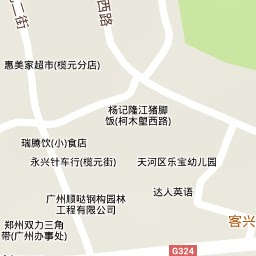 二街
西路
惠美家超市(榄元分店)
杨记隆江猪脚
饭(柯木塱西路)
瑞腾饮(小)食店
永兴针车行(榄元街)
天河区乐宝幼儿园
达人英语
广州顺哒钢构园林
工程有限公司
客兴
郑州双力三角
带(广州办事处)
G324